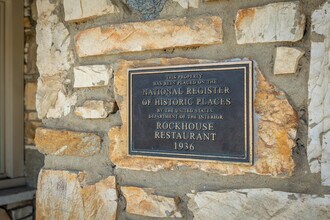 THIS PROPERTY
HAS BEEN PLACED ON THE
NATIONAL REGISTER
OF HISTORIC PLACES
BY THE UNITED STATES
DEPARTMENT OF THE INTERIOR
ROCKHOUSE
RESTAURANT
1936